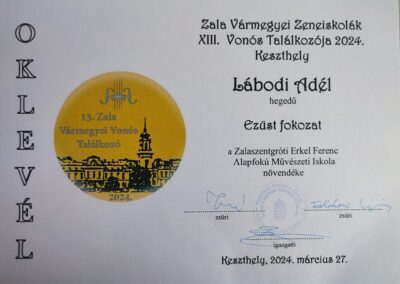 OKLEVÉL
Zala Vármegyei Zeneiskolák
XIII. Vonós Találkozója 2024.
Keszthely
Lábodi Adél
hegedű
Ezüst fokozat
a Zalaszentgróti Erkel Ferenc
Alapfokú Művészeti Iskola
növendéke
13. Zala
Vármegyei Vonós
Találkozó
2024.
zsűri
zsűri
igazgató
Keszthely, 2024. március 27.